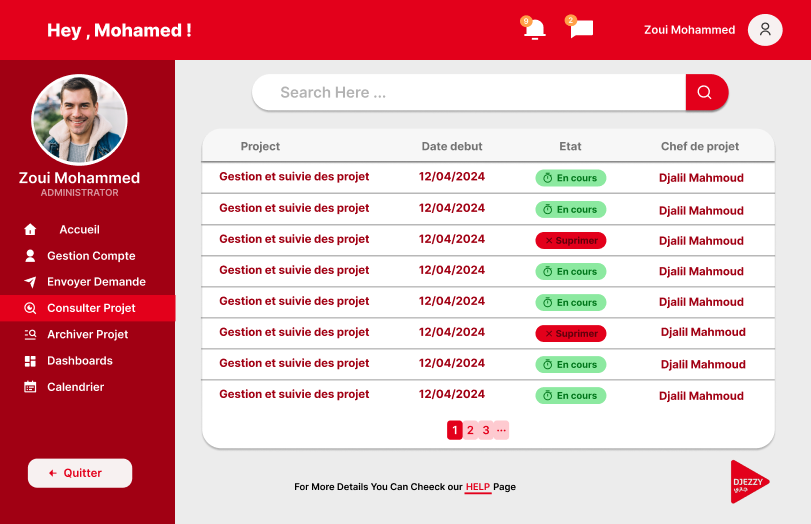 Hey , Mohamed !
9
2
Zoui Mohammed
Zoui Mohammed
ADMINISTRATOR
Accueil
Gestion Compte
Envoyer Demande
Consulter Projet
Archiver Projet
Dashboards
Calendrier
Quitter
Search Here ...
Project Date debut Etat Chef de projet
Gestion et suivie des projet 12/04/2024 En cours Djalil Mahmoud
Gestion et suivie des projet 12/04/2024 En cours Djalil Mahmoud
Gestion et suivie des projet 12/04/2024 Suprimer Djalil Mahmoud
Gestion et suivie des projet 12/04/2024 En cours Djalil Mahmoud
Gestion et suivie des projet 12/04/2024 En cours Djalil Mahmoud
Gestion et suivie des projet 12/04/2024 Suprimer Djalil Mahmoud
Gestion et suivie des projet 12/04/2024 En cours Djalil Mahmoud
Gestion et suivie des projet 12/04/2024 En cours Djalil Mahmoud
1 2 3 ...
For More Details You Can Cheeck our HELP Page
DJEZZY
جازي